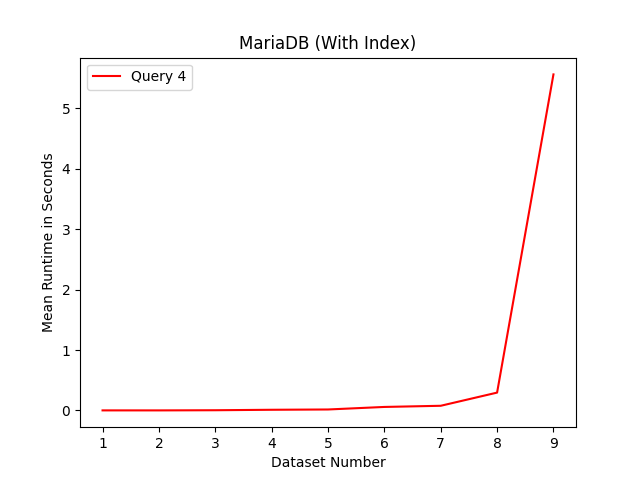 MariaDB (With Index)
Query 4
Mean Runtime in Seconds
5
4
3
2
1
0
1 2 3 4 5 6 7 8 9
Dataset Number